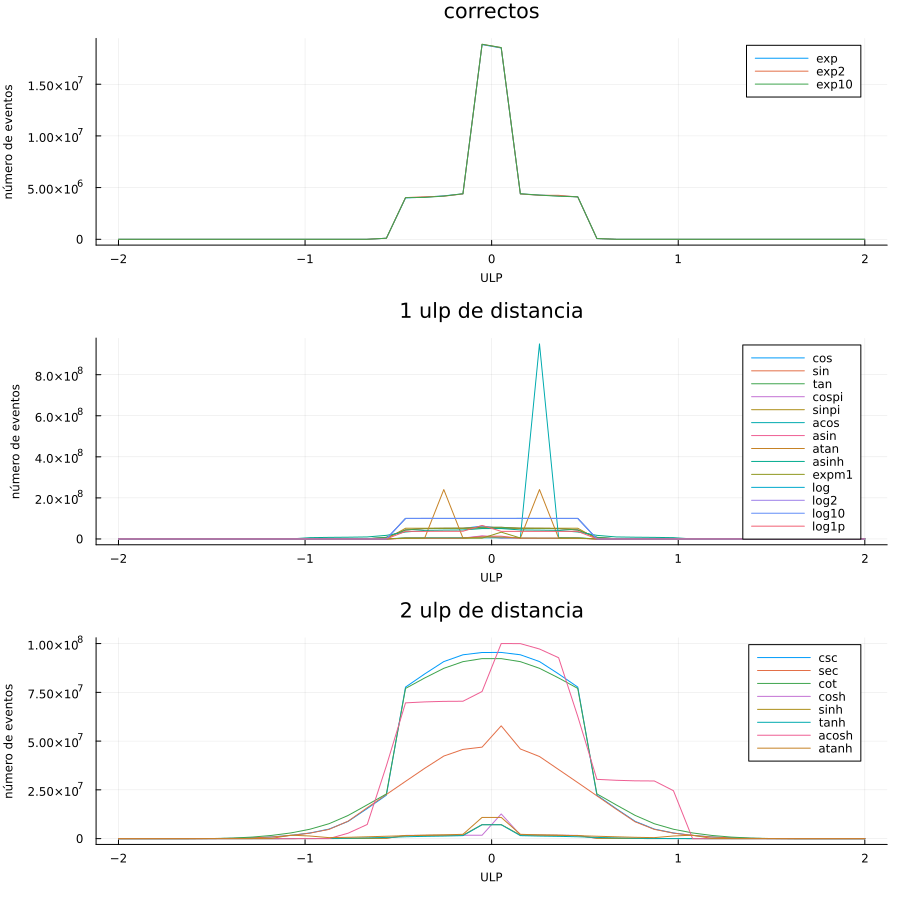 correctos
número de eventos
1.50×10⁷
1.00×10⁷
5.00×10⁶
0
−2 −1 0 1 2
ULP
exp
exp2
exp10
1 ulp de distancia
número de eventos
8.0×10⁸
6.0×10⁸
4.0×10⁸
2.0×10⁸
0
−2 −1 0 1 2
ULP
cos
sin
tan
cospi
sinpi
acos
asin
atan
asinh
expm1
log
log2
log10
log1p
2 ulp de distancia
número de eventos
1.00×10⁸
7.50×10⁷
5.00×10⁷
2.50×10⁷
0
−2 −1 0 1 2
ULP
csc
sec
cot
cosh
sinh
tanh
acosh
atanh